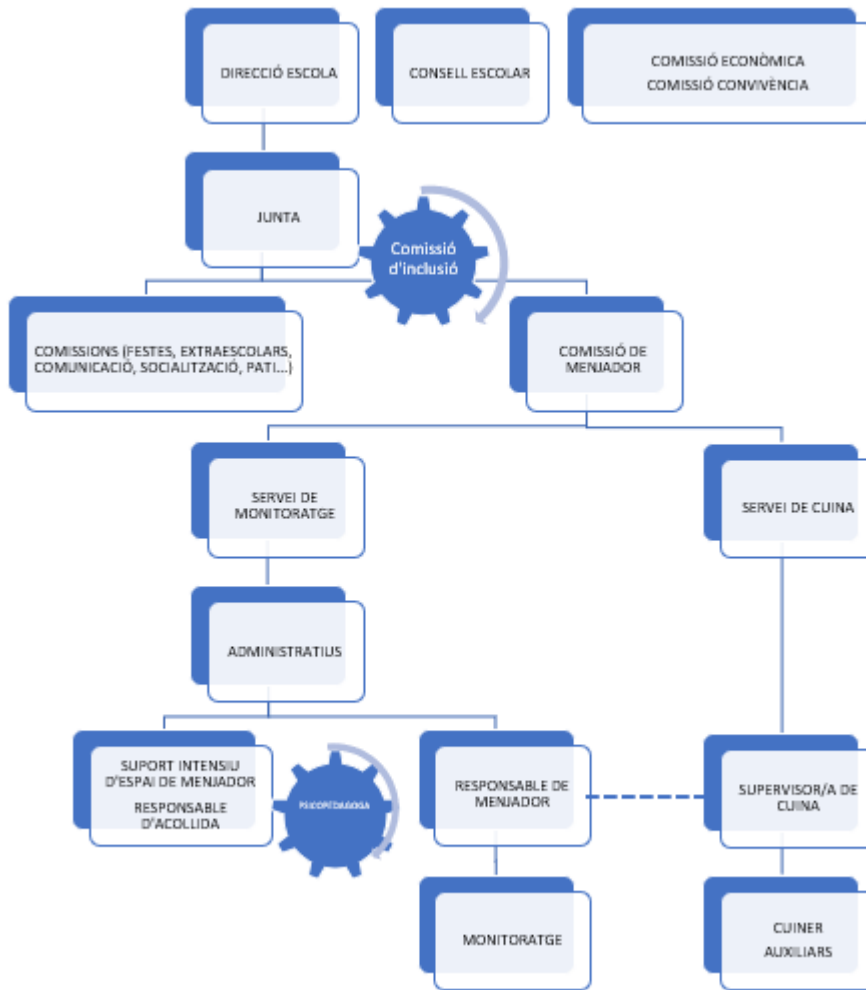 DIRECCIÓ ESCOLA
CONSELL ESCOLAR
COMISSIÓ ECONÒMICA
COMISSIÓ CONVIVÈNCIA
JUNTA
Comissió
d'inclusió
COMISSIONS (FESTES, EXTRAESCOLARS,
COMUNICACIÓ, SOCIALITZACIÓ, PATI...)
COMISSIÓ DE
MENJADOR
SERVEI DE
MONITORATGE
SERVEI DE CUINA
ADMINISTRATIUS
SUPORT INTENSIU
D'ESPAI DE MENJADOR
RESPONSABLE
D'ACOLLIDA
PSICOPEDAGOGA
RESPONSABLE DE
MENJADOR
SUPERVISOR/A DE
CUINA
MONITORATGE
CUINER
AUXILIARS